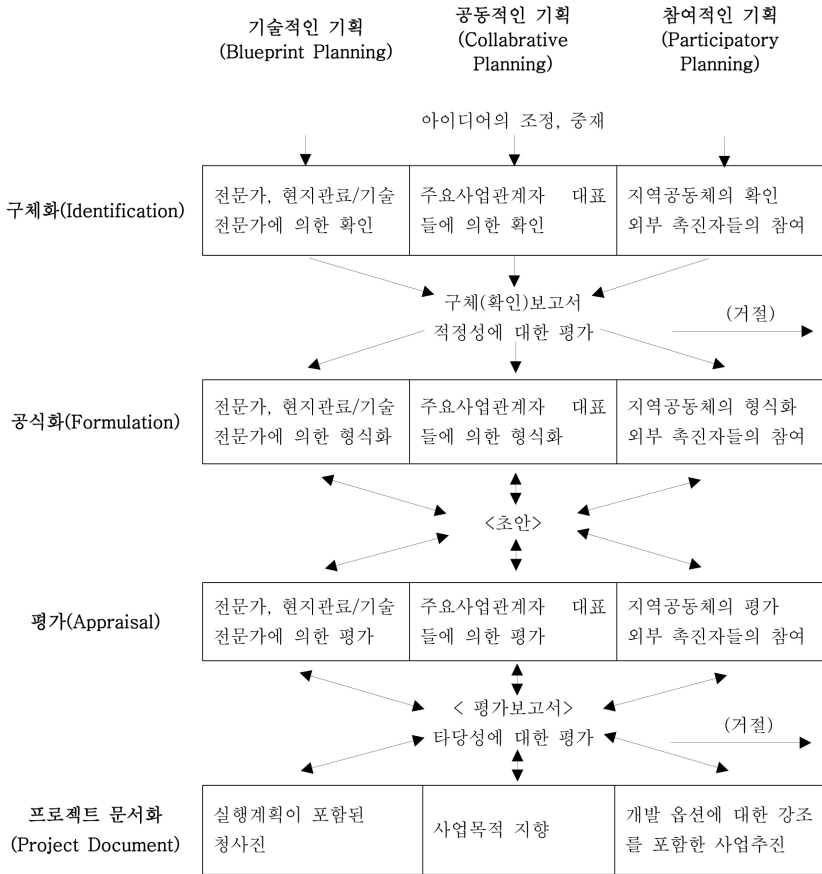 기술적인 기획
(Blueprint Planning)
공동적인 기획
(Collabrative
Planning)
참여적인 기획
(Participatory
Planning)
아이디어의 조정, 중재
구체화(Identification)
전문가, 현지관료/기술
전문가에 의한 확인
주요사업관계자 대표
들에 의한 확인
지역공동체의 확인
외부 촉진자들의 참여
구체(확인)보고서
적정성에 대한 평가
(거절)
공식화(Formulation)
전문가, 현지관료/기술
전문가에 의한 형식화
주요사업관계자 대표
들에 의한 형식화
지역공동체의 형식화
외부 촉진자들의 참여
<초안>
평가(Appraisal)
전문가, 현지관료/기술
전문가에 의한 평가
주요사업관계자 대표
들에 의한 평가
지역공동체의 평가
외부 촉진자들의 참여
< 평가보고서>
타당성에 대한 평가
(거절)
프로젝트 문서화
(Project Document)
실행계획이 포함된
청사진
사업목적 지향
개발 옵션에 대한 강조
를 포함한 사업추진